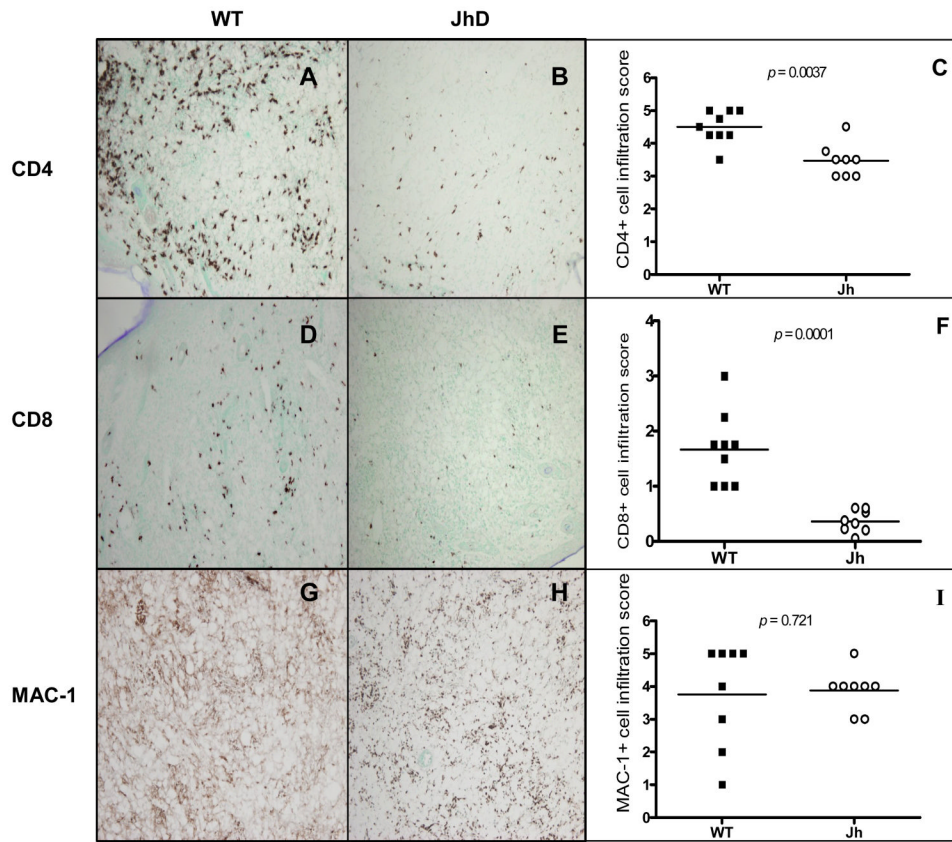 WT JhD
CD4
A
B
C
CD4+ cell infiltration score
6
5
4
3
2
1
0
p = 0.0037
WT Jh
CD8
D
E
F
CD8+ cell infiltration score
4
3
2
1
0
p = 0.0001
WT Jh
MAC-1
G
H
I
MAC-1+ cell infiltration score
6
5
4
3
2
1
0
p = 0.721
WT Jh